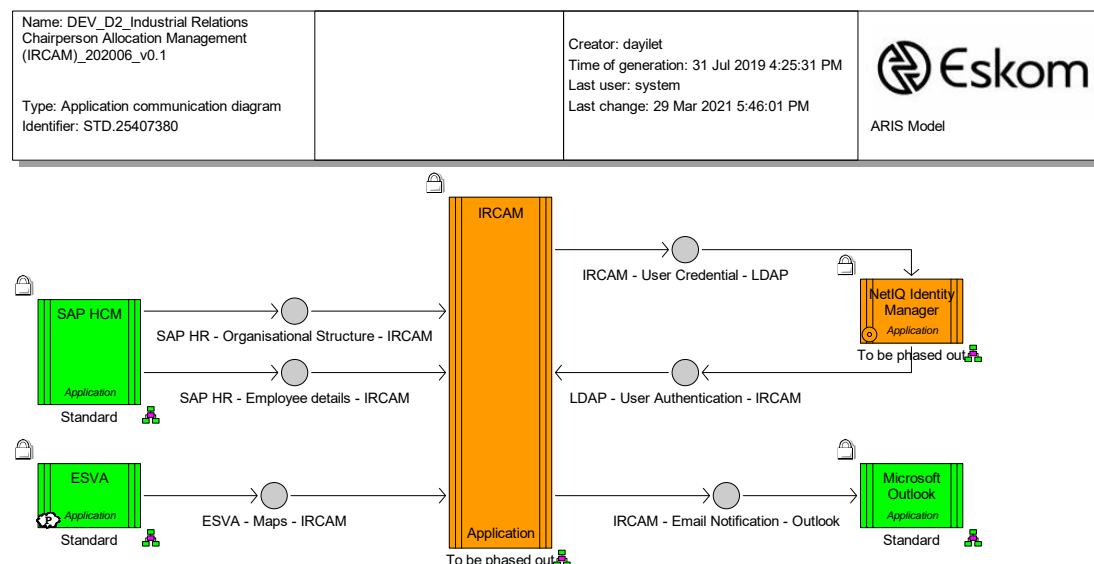 Name: DEV_D2_Industrial Relations
Chairperson Allocation Management
(IRCAM)_202006_v0.1
Type: Application communication diagram
Identifier: STD.25407380
Creator: dayilet
Time of generation: 31 Jul 2019 4:25:31 PM
Last user: system
Last change: 29 Mar 2021 5:46:01 PM
Eskom
ARIS Model
IRCAM
IRCAM - User Credential - LDAP
NetIQ Identity
Manager
Application
To be phased out
SAP HCM
Application
Standard
SAP HR - Organisational Structure - IRCAM
SAP HR - Employee details - IRCAM
LDAP - User Authentication - IRCAM
ESVA
P
Application
Standard
ESVA - Maps - IRCAM
Application
To be phased out
IRCAM - Email Notification - Outlook
Microsoft
Outlook
Application
Standard